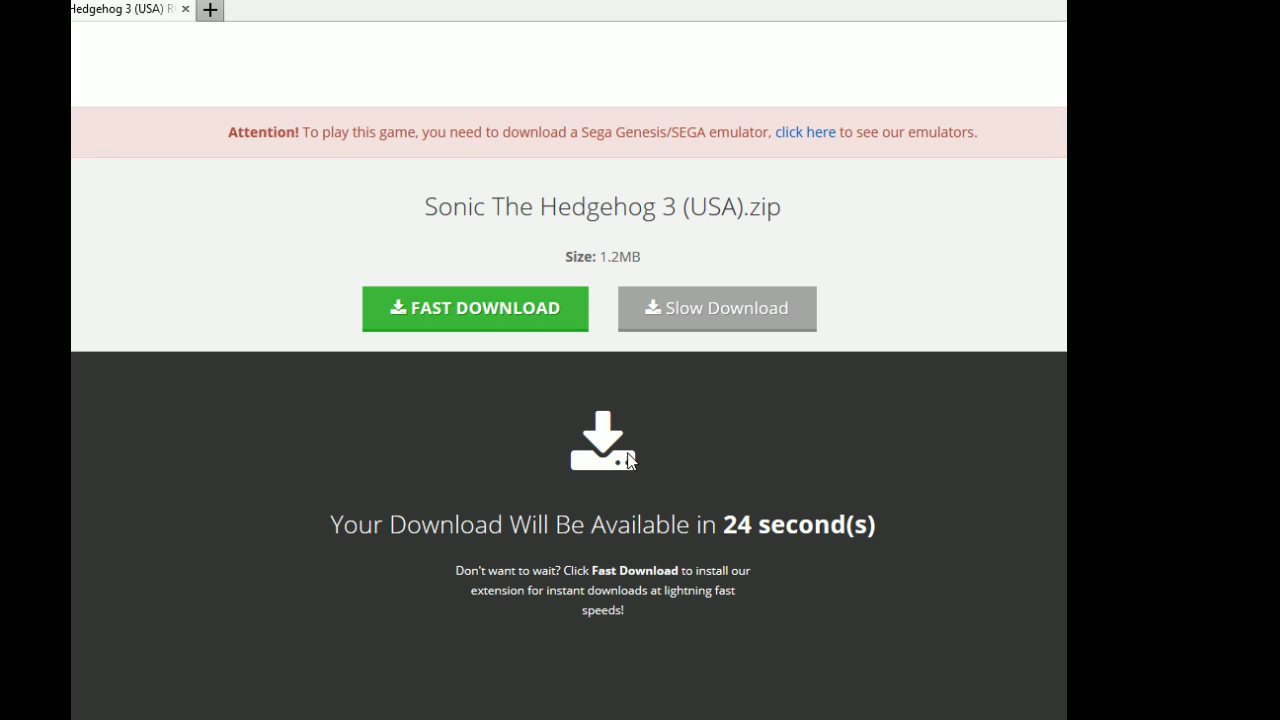 Hedgehog 3 (USA) R
Attention! To play this game, you need to download a Sega Genesis/SEGA emulator, click here to see our emulators.
Sonic The Hedgehog 3 (USA).zip
Size: 1.2MB
FAST DOWNLOAD
Slow Download
Your Download Will Be Available in 24 second(s)
Don't want to wait? Click Fast Download to install our
extension for instant downloads at lightning fast
speeds!